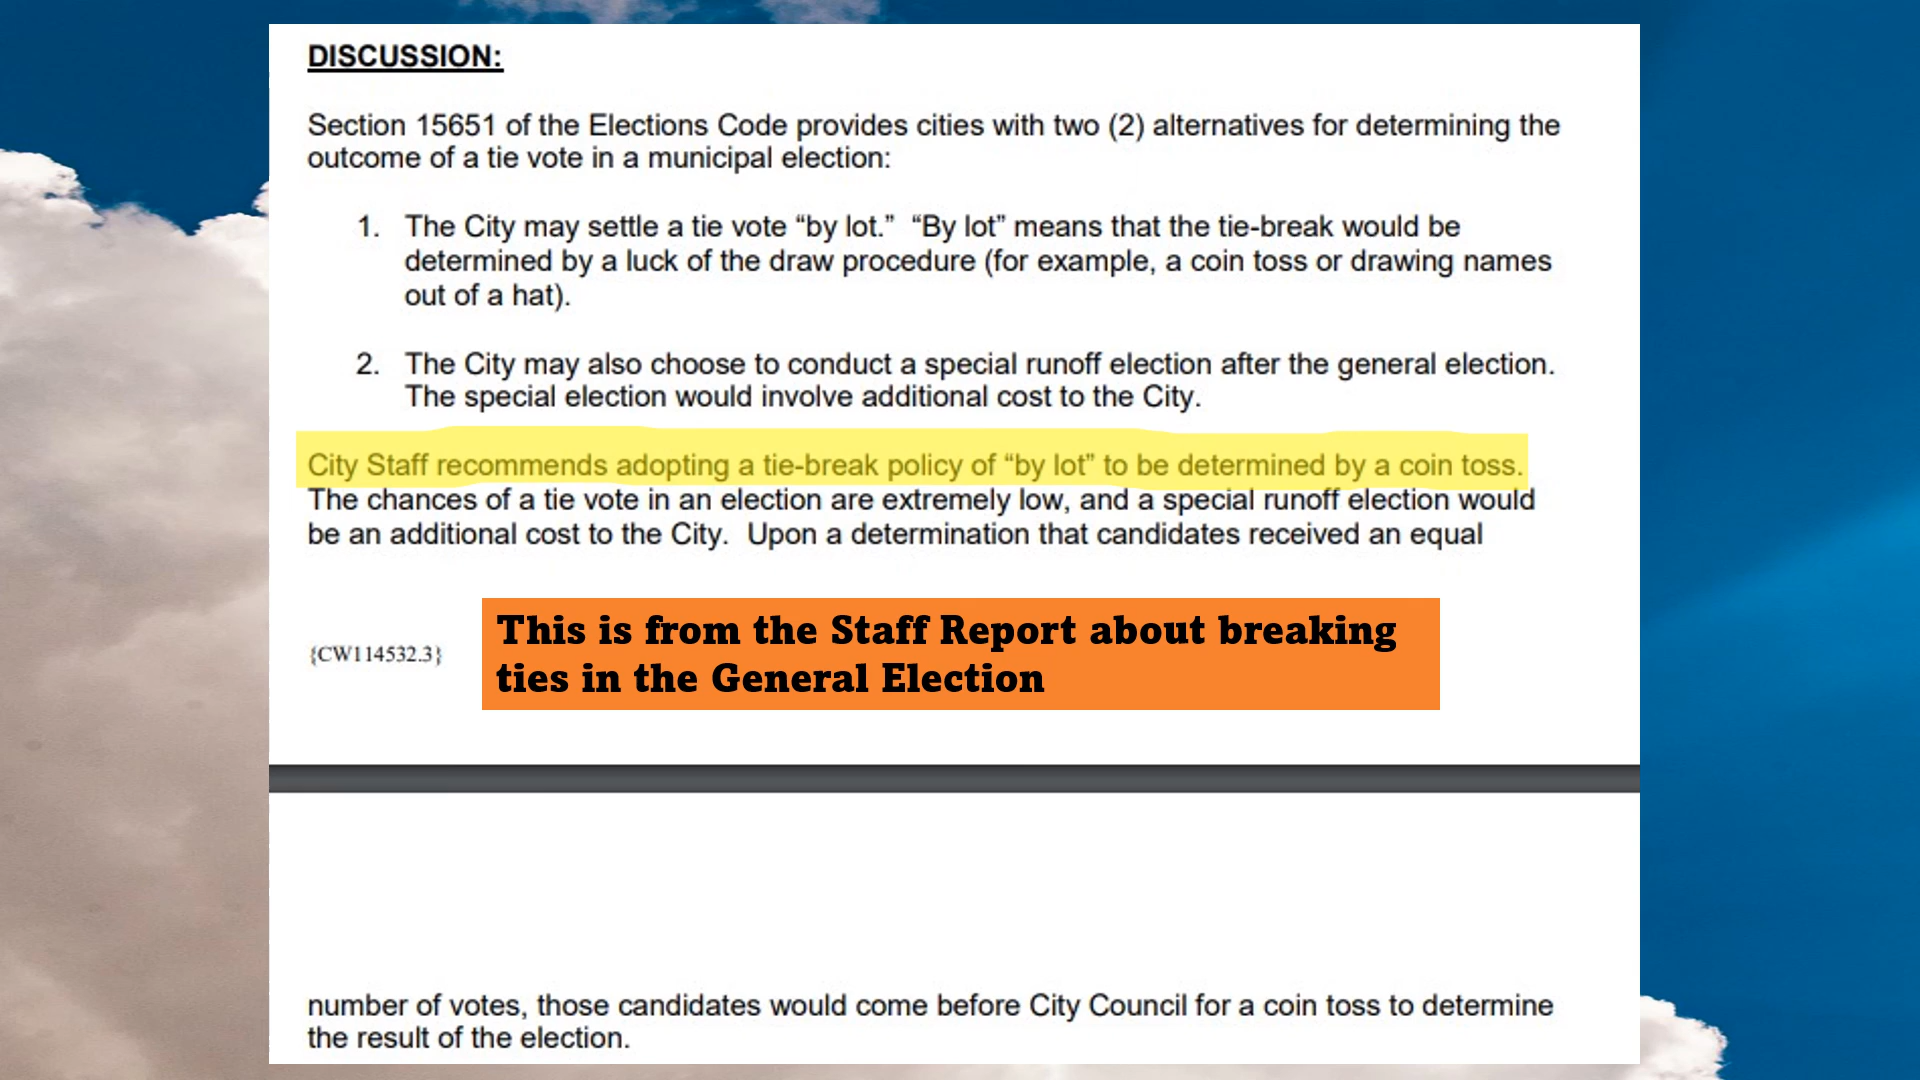 DISCUSSION:
Section 15651 of the Elections Code provides cities with two (2) alternatives for determining the
outcome of a tie vote in a municipal election:
1. The City may settle a tie vote “by lot.”  “By lot” means that the tie-break would be
determined by a luck of the draw procedure (for example, a coin toss or drawing names
out of a hat).
2. The City may also choose to conduct a special runoff election after the general election.
The special election would involve additional cost to the City.
City Staff recommends adopting a tie-break policy of “by lot” to be determined by a coin toss.
The chances of a tie vote in an election are extremely low, and a special runoff election would
be an additional cost to the City.  Upon a determination that candidates received an equal
This is from the Staff Report about breaking
ties in the General Election
{CW114532.3}
number of votes, those candidates would come before City Council for a coin toss to determine
the result of the election.